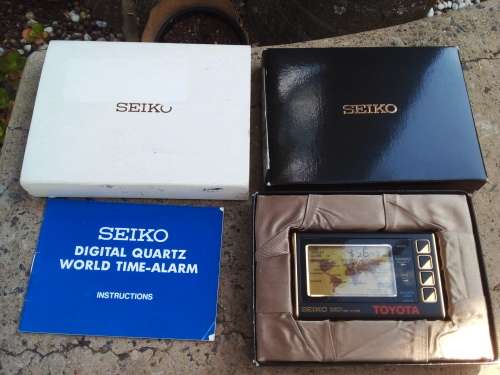 SEIKO
SEIKO
SEIKO
DIGITAL QUARTZ
WORLD TIME-ALARM
INSTRUCTIONS
SEIKO
TOYOTA